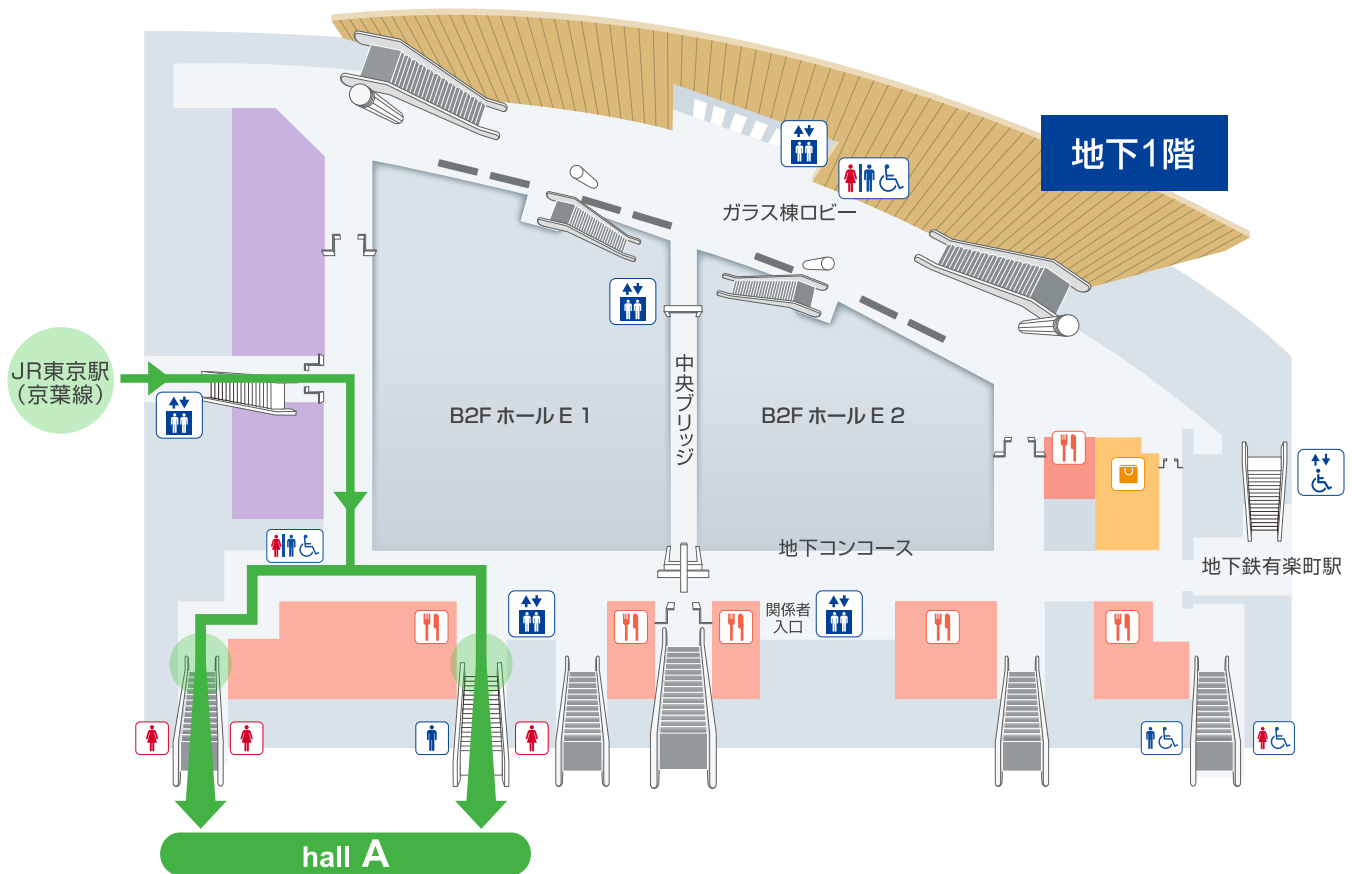 地下1階
ガラス棟ロビー
JR東京駅
（京葉線）
中央ブリッジ
B2F ホール E 1
B2F ホール E 2
地下コンコース
地下鉄有楽町駅
関係者
入口
hall A